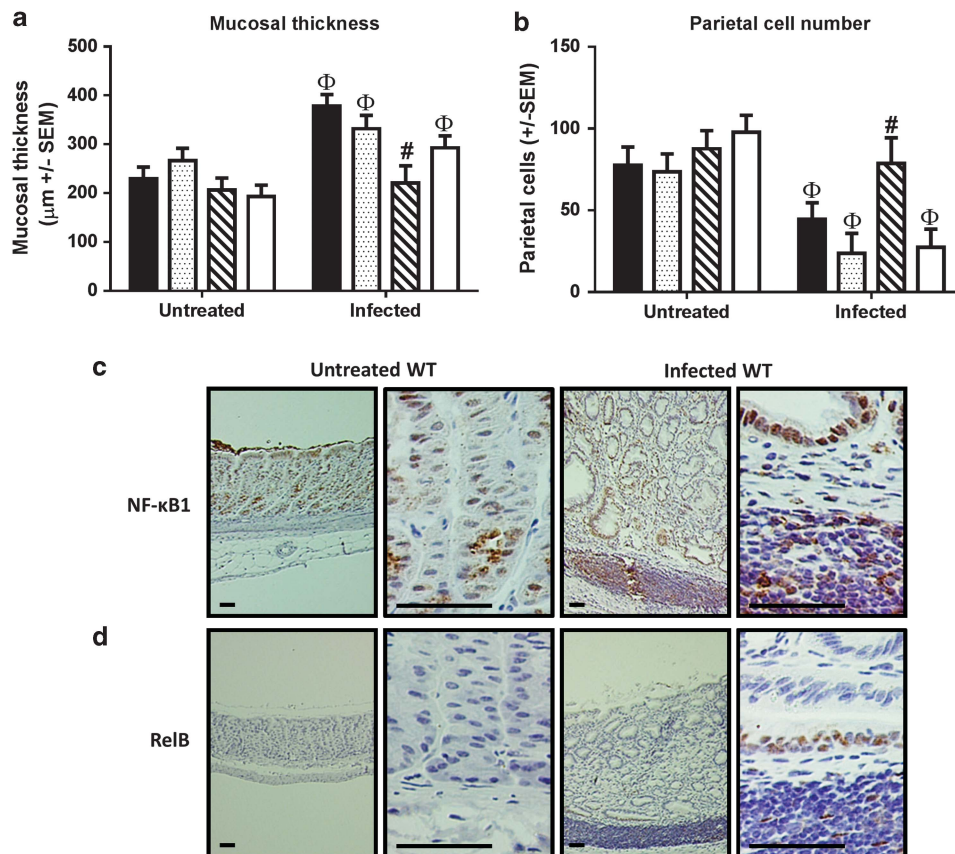 a
Mucosal thickness
Mucosal thickness
(μm +/- SEM)
500
400
300
200
100
0
Φ
Φ
#
Φ
Untreated
Infected
b
Parietal cell number
Parietal cells (+/-SEM)
150
100
50
0
Φ
Φ
#
Φ
Untreated
Infected
c
Untreated WT
Infected WT
NF-κB1
d
RelB